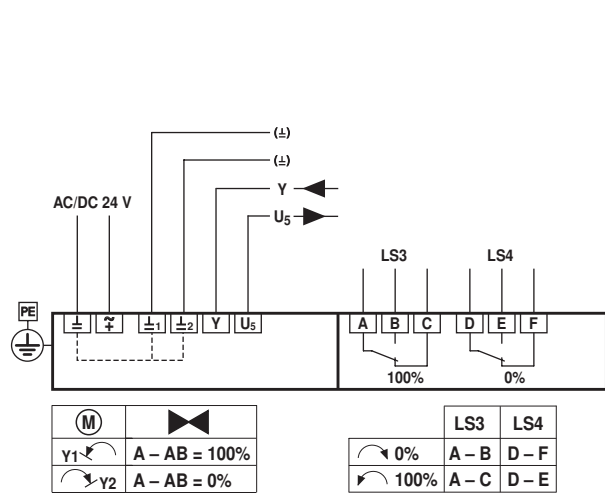 (⊥)
(⊥)
Y
AC/DC 24 V
U5
LS3 LS4
PE
⊥ ~+ ⊥1 ⊥2 Y U5 A B C D E F
100% 0%
M
Y1 A – AB = 100%
Y2 A – AB = 0%
LS3 LS4
0% A – B D – F
100% A – C D – E